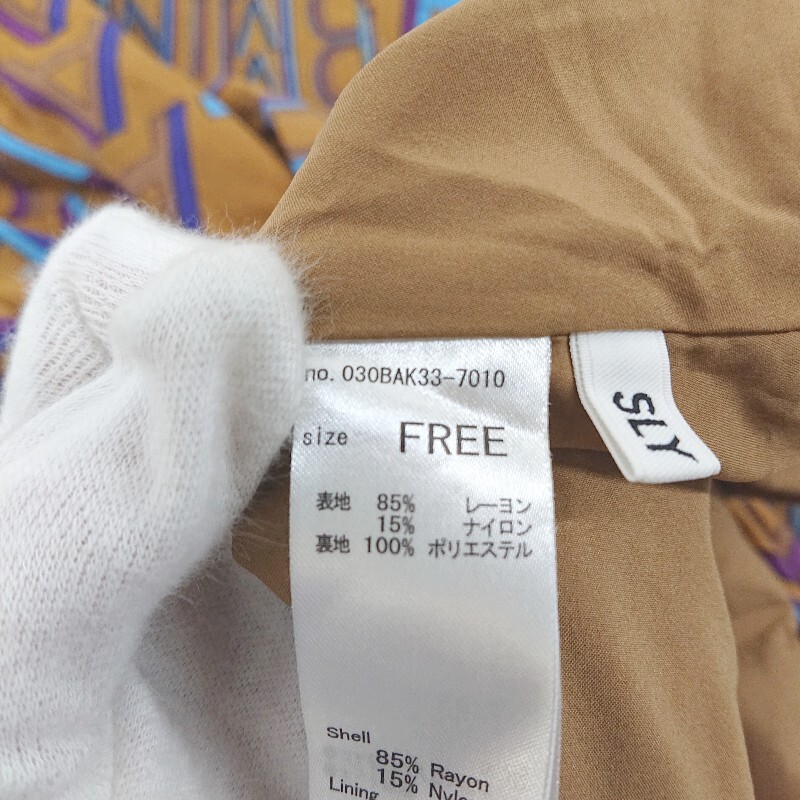 no. 030BAK33-7010
size FREE
表地 85% レーヨン
15% ナイロン
裏地 100% ポリエステル
Shell
85% Rayon
15%
Lining
SLY